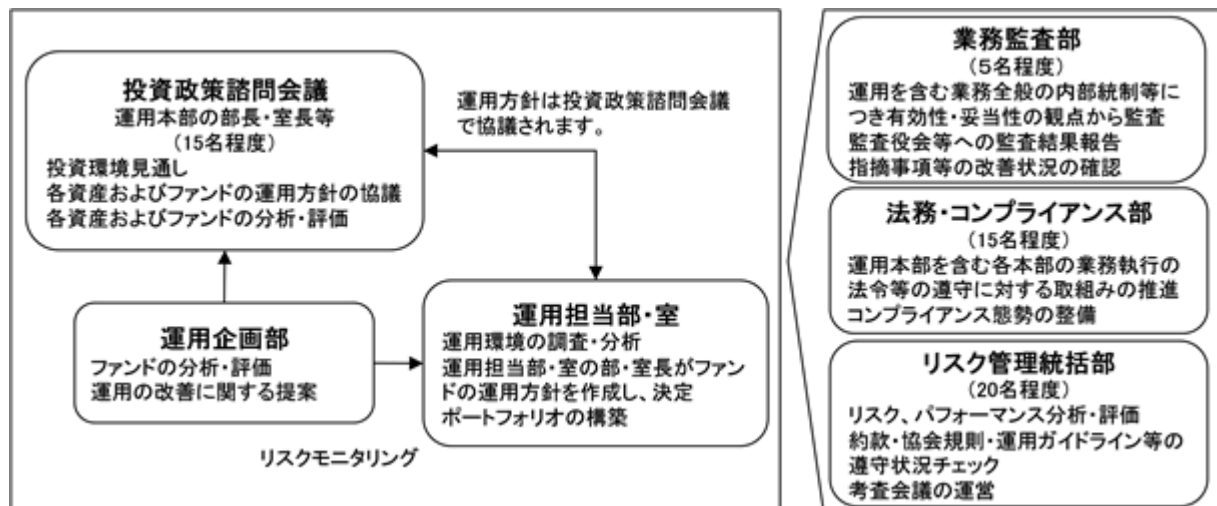 投資政策諮問会議
運用本部の部長・室長等
(15名程度)
投資環境見通し
各資産およびファンドの運用方針の協議
各資産およびファンドの分析・評価
運用方針は投資政策諮問会議
で協議されます。
運用企画部
ファンドの分析・評価
運用の改善に関する提案
運用担当部・室
運用環境の調査・分析
運用担当部・室の部・室長がファン
ドの運用方針を作成し、決定
ポートフォリオの構築
リスクモニタリング
業務監査部
(5名程度)
運用を含む業務全般の内部統制等に
つき有効性・妥当性の観点から監査
監査役会等への監査結果報告
指摘事項等の改善状況の確認
法務・コンプライアンス部
(15名程度)
運用本部を含む各本部の業務執行の
法令等の遵守に対する取組みの推進
コンプライアンス態勢の整備
リスク管理統括部
(20名程度)
リスク、パフォーマンス分析・評価
約款・協会規則・運用ガイドライン等の
遵守状況チェック
考査会議の運営